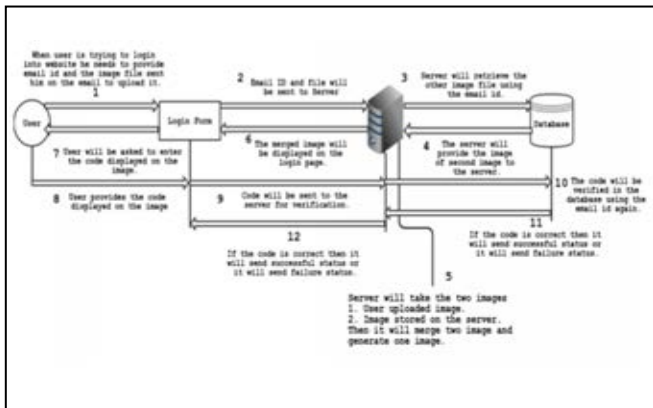 When user is trying to login
into website he needs to provide
email id and the image file sent
him on the email to upload it.
1
2
Email ID and file will
be sent to Server
3
Server will retrieve the
other image file using
the email id.
User
Login Form
Database
7
User will be asked to enter
the code displayed on the
image.
6
The merged image will
be displayed on the
login page.
4
The server will
provide the image
of second image to
the server.
8
User provides the code
displayed on the image
9
Code will be sent to the
server for verification.
10
The code will be
verified in the
database using the
email id again.
11
If the code is correct then it
will send successful status or
it will send failure status.
12
If the code is correct then it
will send successful status or
it will send failure status.
5
Server will take the two images
1. User uploaded image.
2. Image stored on the server.
Then it will merge two image and
generate one image.